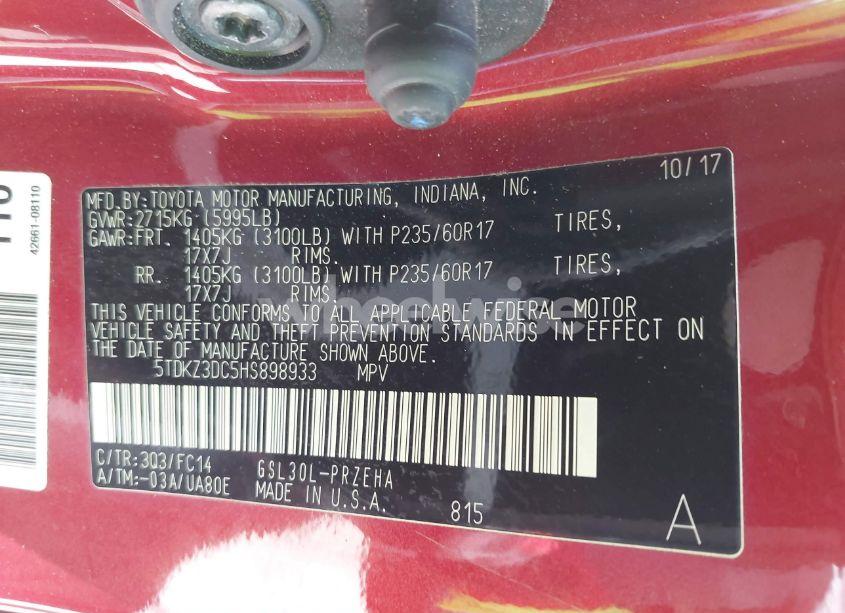 10/17
MFD.BY:TOYOTA MOTOR MANUFACTURING, INDIANA, INC.
GVWR:2715KG (5995LB)
GAWR:FRT. 1405KG (3100LB) WITH P235/60R17 TIRES,
17X7J RIMS.
RR. 1405KG (3100LB) WITH P235/60R17 TIRES,
17X7J RIMS.
THIS VEHICLE CONFORMS TO ALL APPLICABLE FEDERAL MOTOR
VEHICLE SAFETY AND THEFT PREVENTION STANDARDS IN EFFECT ON
THE DATE OF MANUFACTURE SHOWN ABOVE.
5TDKZ3DC5HS898933 MPV
C/TR:3Q3/FC14 GSL30L-PRZEHA
A/TM:-03A/UA80E MADE IN U.S.A. 815
A
42661-08110
wheelwise